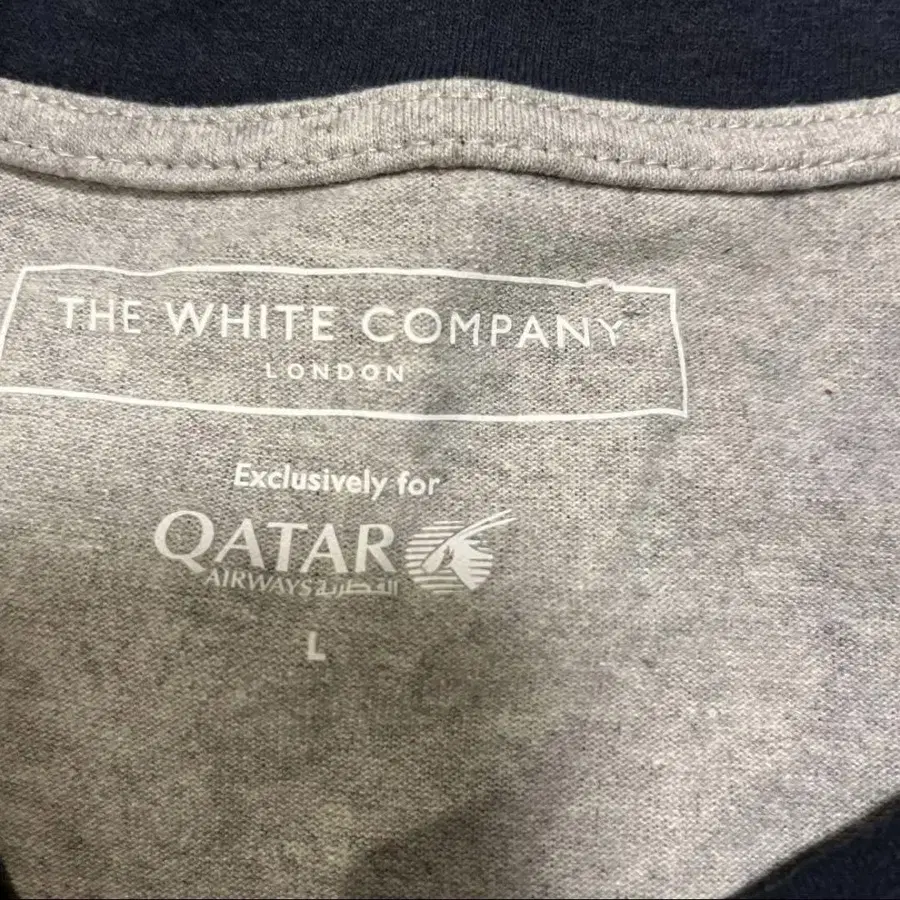 THE WHITE COMPANY
LONDON
Exclusively for
QATAR
AIRWAYS القطرية
L